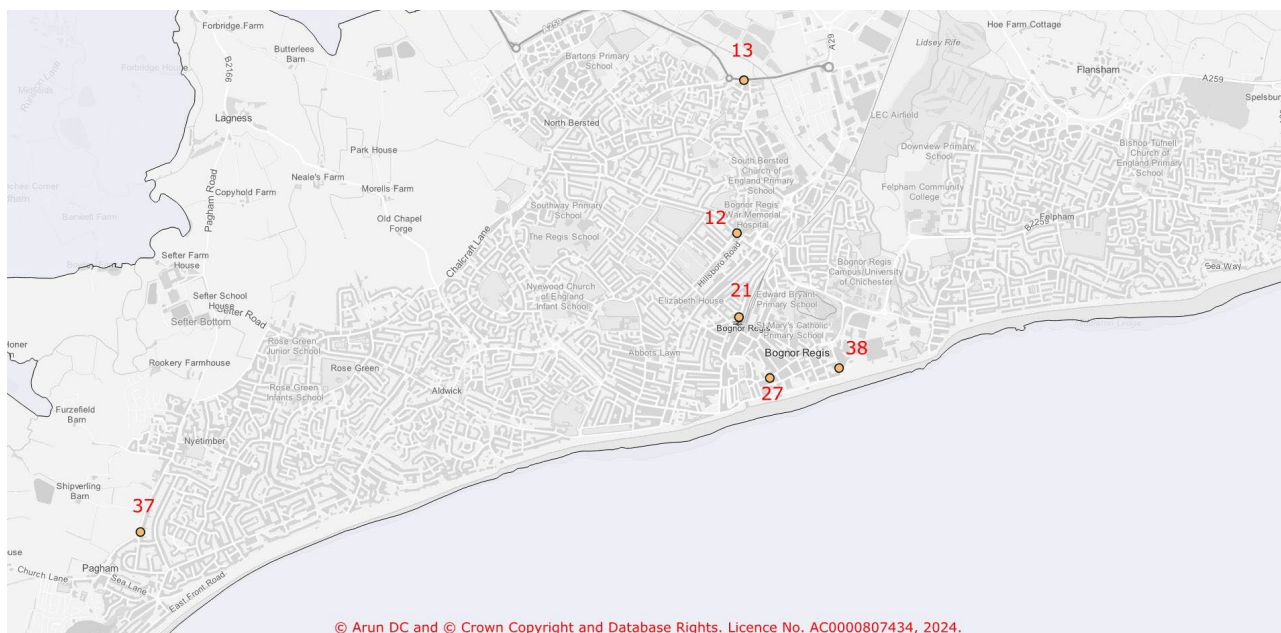 Forbridge Farm
Hoe Farm Cottage
Butterlees
Barn
Bartons Primary
School
13
A29
Lidsey Rife
Flansham
A259
Spelsbury
Forbridge House
B2166
Lagness
North Bersted
LEC Airfield
Park House
Downview Primary
School
Bishop Tufnell
Church of
England Primary
School
South Bersted
Church of
England Primary
School
Neale's Farm
Morells Farm
Copyhold Farm
Southway Primary
School
Felpham Community
College
Bognor Regis
War Memorial
Hospital
Pagham Road
Old Chapel
Forge
12
Felpham
B2259
The Regis School
Chalcraft Lane
Hillsboro Road
Sefter Farm
House
Bognor Regis
Campus/University
of Chichester
Sea Way
Nyewood Church
of England
Infant School
21
Elizabeth House
Edward Bryant
Primary School
Sefter School
House
Sefter Road
Sefter Bottom
Bognor Regis
St Mary's Catholic
Primary School
Rose Green
Junior School
Abbots Lawn
Bognor Regis
38
Rookery Farmhouse
Rose Green
27
Rose Green
Infants School
Aldwick
Furzefield
Barn
Nyetimber
Shipverling
Barn
37
Pagham
Church Lane
Sea Lane
East Front Road
© Arun DC and © Crown Copyright and Database Rights. Licence No. AC0000807434, 2024.